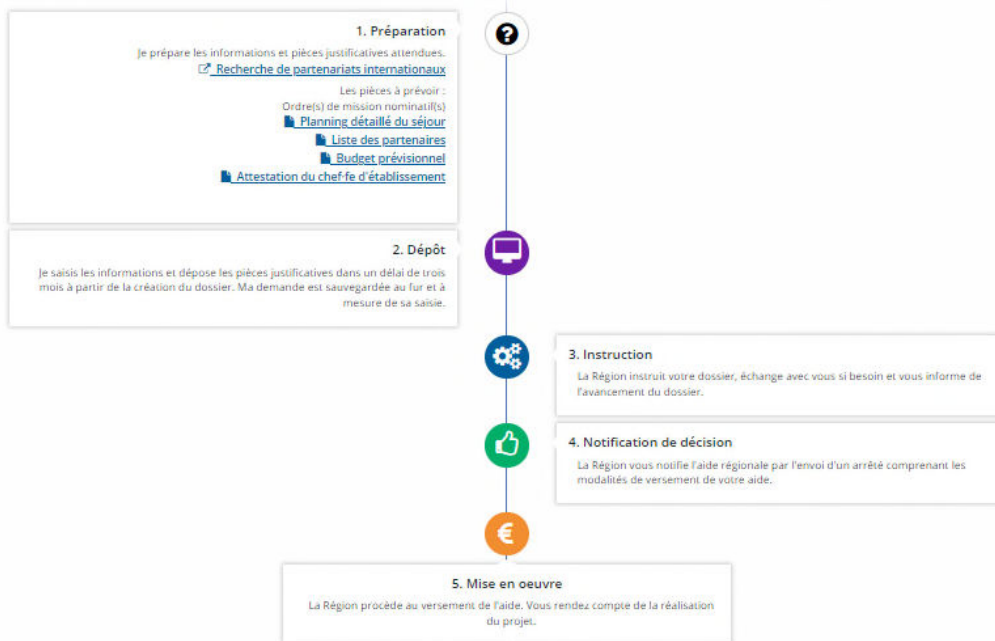 1. Préparation
Je prépare les informations et pièces justificatives attendues.
Recherche de partenariats internationaux
Les pièces à prévoir :
Ordre(s) de mission nominatif(s)
Planning détaillé du séjour
Liste des partenaires
Budget prévisionnel
Attestation du chef·fe d'établissement
2. Dépôt
Je saisis les informations et dépose les pièces justificatives dans un délai de trois
mois à partir de la création du dossier. Ma demande est sauvegardée au fur et à
mesure de sa saisie.
3. Instruction
La Région instruit votre dossier, échange avec vous si besoin et vous informe de
l'avancement du dossier.
4. Notification de décision
La Région vous notifie l'aide régionale par l'envoi d'un arrêté comprenant les
modalités de versement de votre aide.
€
5. Mise en oeuvre
La Région procède au versement de l'aide. Vous rendez compte de la réalisation
du projet.